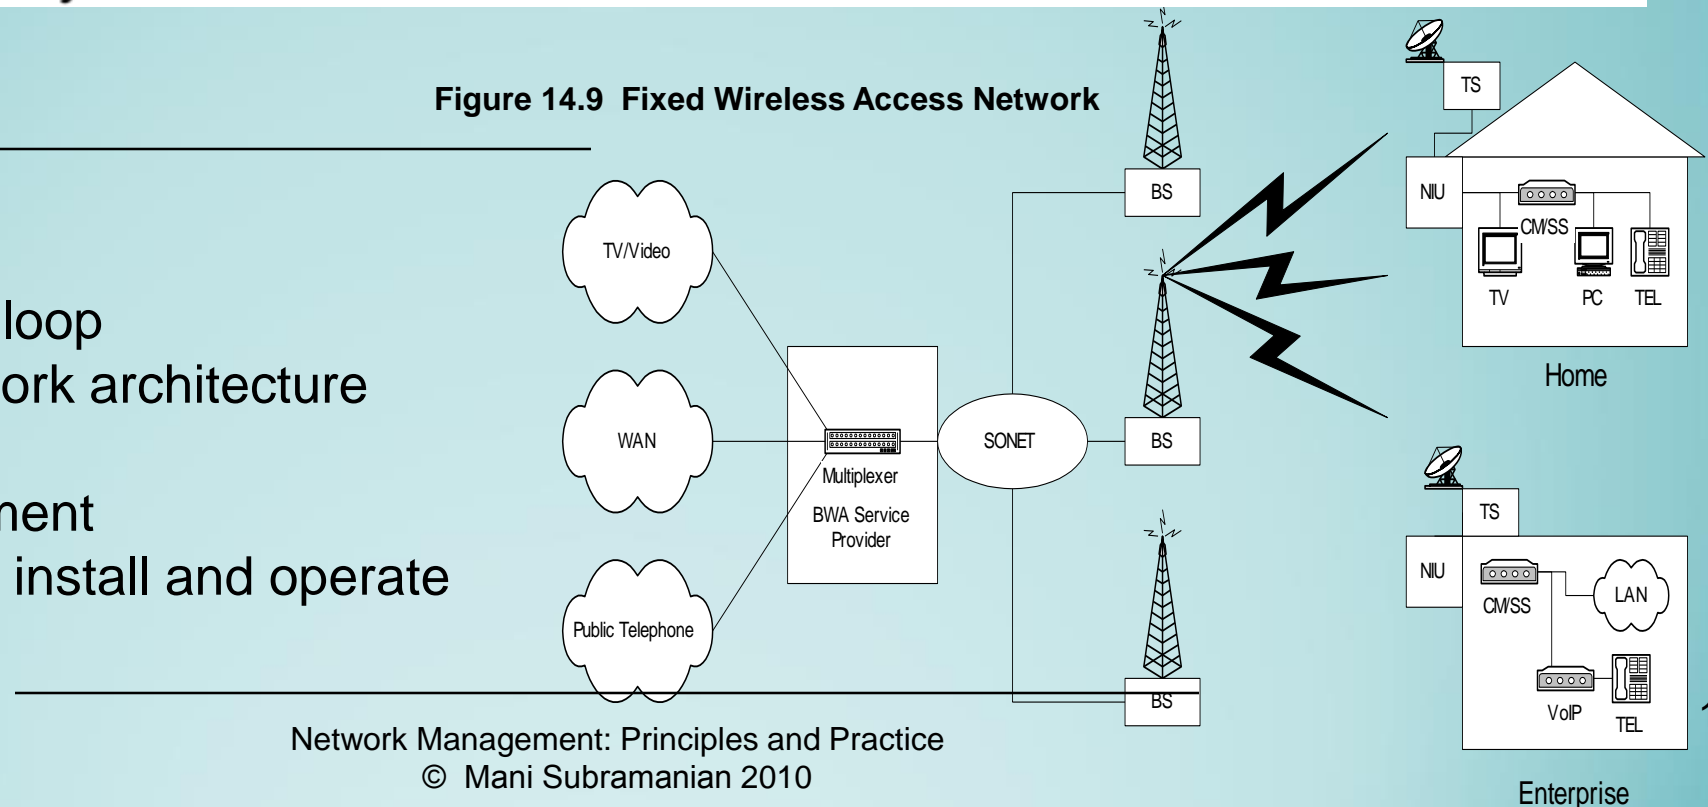 Figure 14.9 Fixed Wireless Access Network
loop
ork architecture
ment
install and operate
TV/Video
WAN
Public Telephone
Multiplexer
BWA Service
Provider
SONET
BS
BS
BS
TS
NIU
CM/SS
TV
PC
TEL
Home
TS
NIU
CM/SS
LAN
VoIP
TEL
Enterprise
Network Management: Principles and Practice
© Mani Subramanian 2010